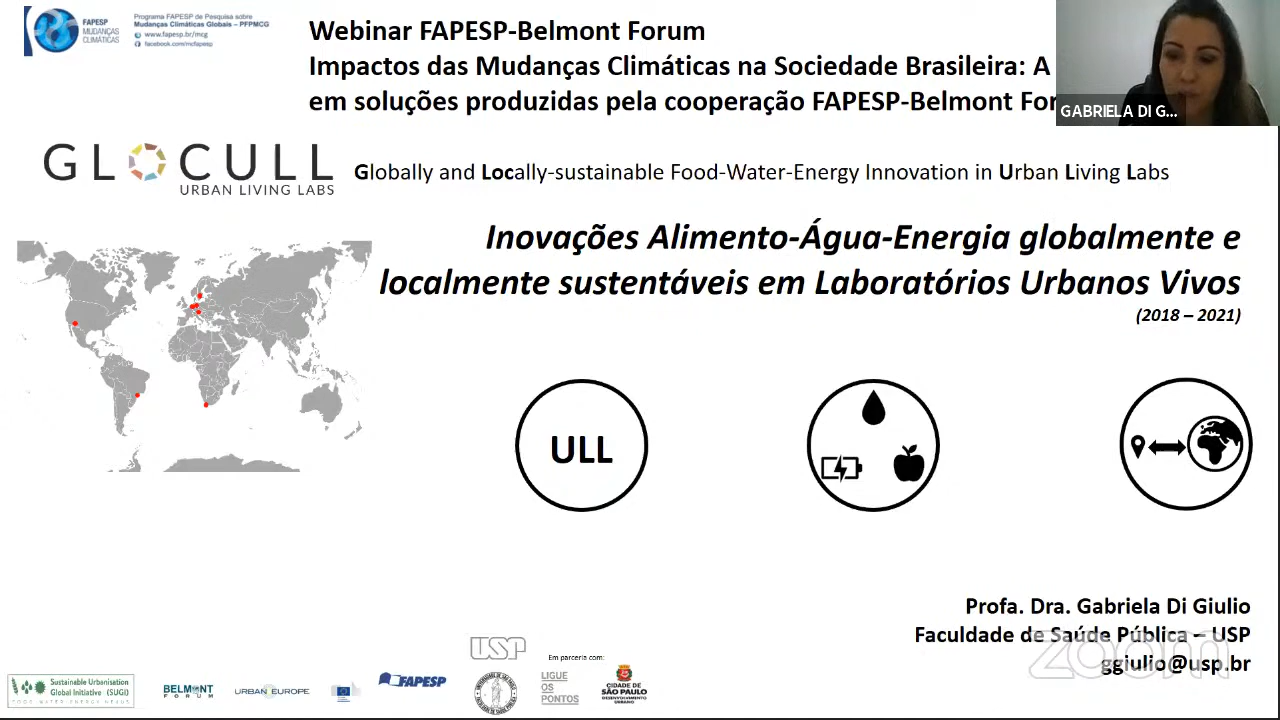 FAPESP
MUDANÇAS
CLIMÁTICAS
Programa FAPESP de Pesquisa sobre
Mudanças Climáticas Globais – PFPMCG
www.fapesp.br/mcg
facebook.com/mcfapesp
Webinar FAPESP-Belmont Forum
Impactos das Mudanças Climáticas na Sociedade Brasileira: A
em soluções produzidas pela cooperação FAPESP-Belmont For
GABRIELA DI G...
GLOCULL
URBAN LIVING LABS
Globally and Locally-sustainable Food-Water-Energy Innovation in Urban Living Labs
Inovações Alimento-Água-Energia globalmente e
localmente sustentáveis em Laboratórios Urbanos Vivos
(2018 – 2021)
ULL
Profa. Dra. Gabriela Di Giulio
Faculdade de Saúde Pública – USP
ggiulio@usp.br
zoom
Sustainable Urbanisation
Global Initiative (SUGI)
FOOD-WATER-ENERGY NEXUS
BELMONT
FORUM
URBAN EUROPE
FAPESP
USP
Em parceria com:
LIGUE
OS
PONTOS
CIDADE DE
SÃO PAULO
DESENVOLVIMENTO
URBANO